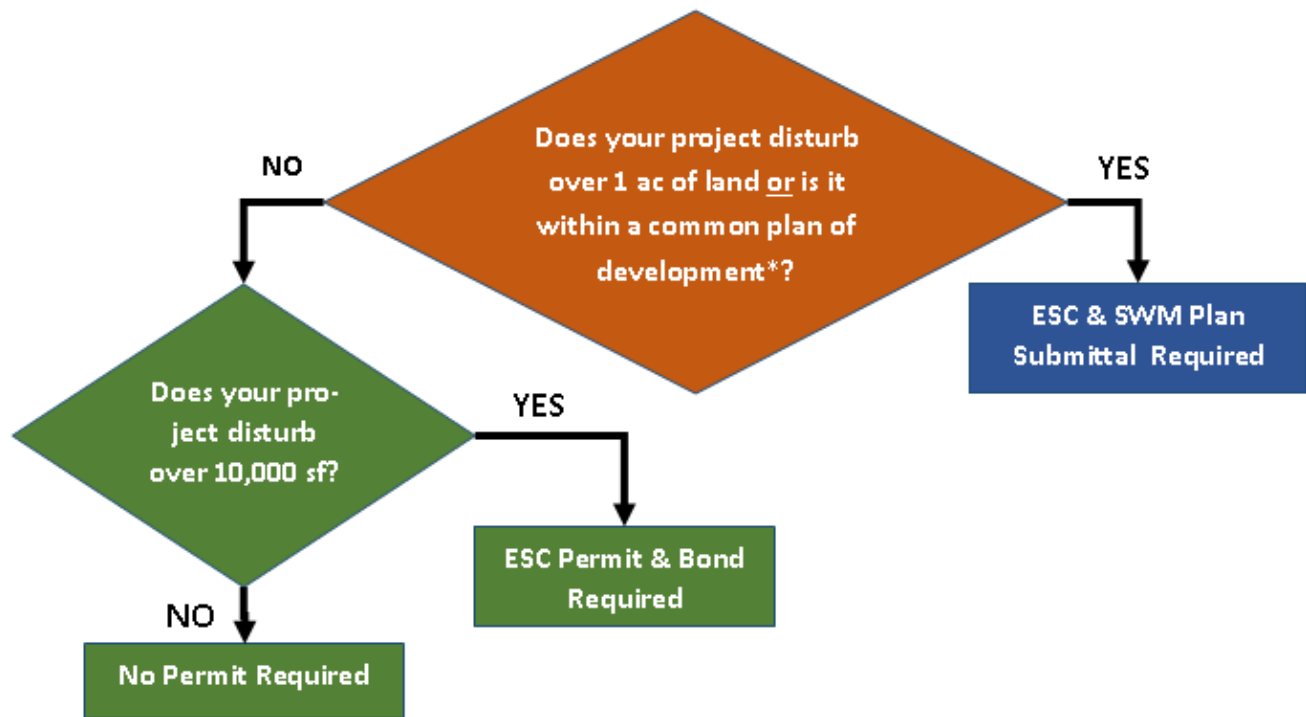 Does your project disturb
over 1 ac of land or is it
within a common plan of
development*?
NO
YES
ESC & SWM Plan
Submittal Required
Does your pro-
ject disturb
over 10,000 sf?
YES
ESC Permit & Bond
Required
NO
No Permit Required